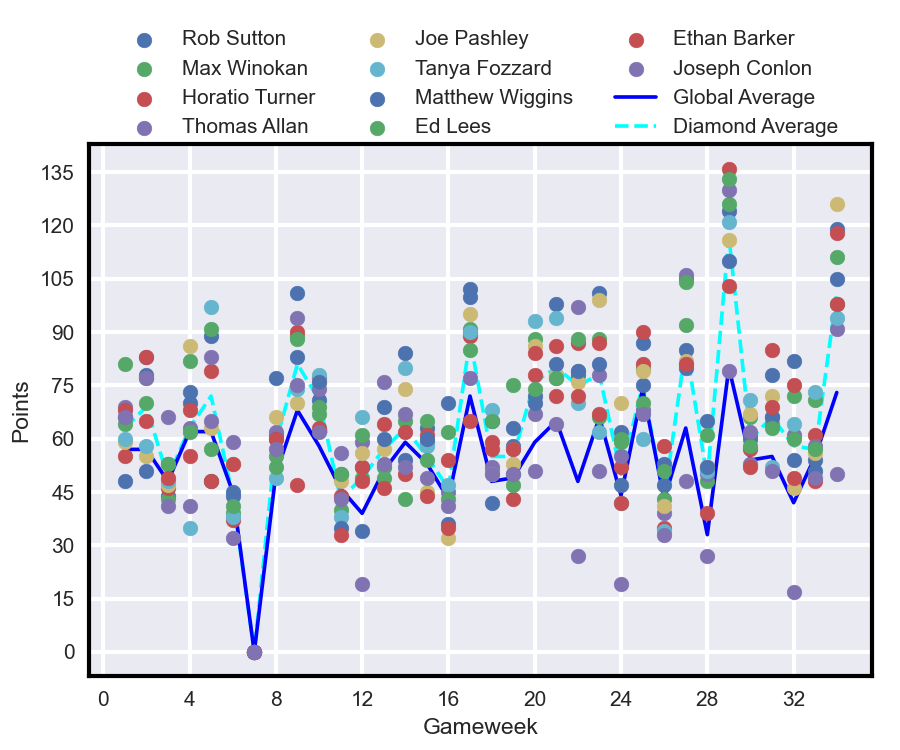 Rob Sutton
Max Winokan
Horatio Turner
Thomas Allan
Joe Pashley
Tanya Fozzard
Matthew Wiggins
Ed Lees
Ethan Barker
Joseph Conlon
Global Average
Diamond Average
135
120
105
90
75
60
45
30
15
0
Points
0 4 8 12 16 20 24 28 32
Gameweek